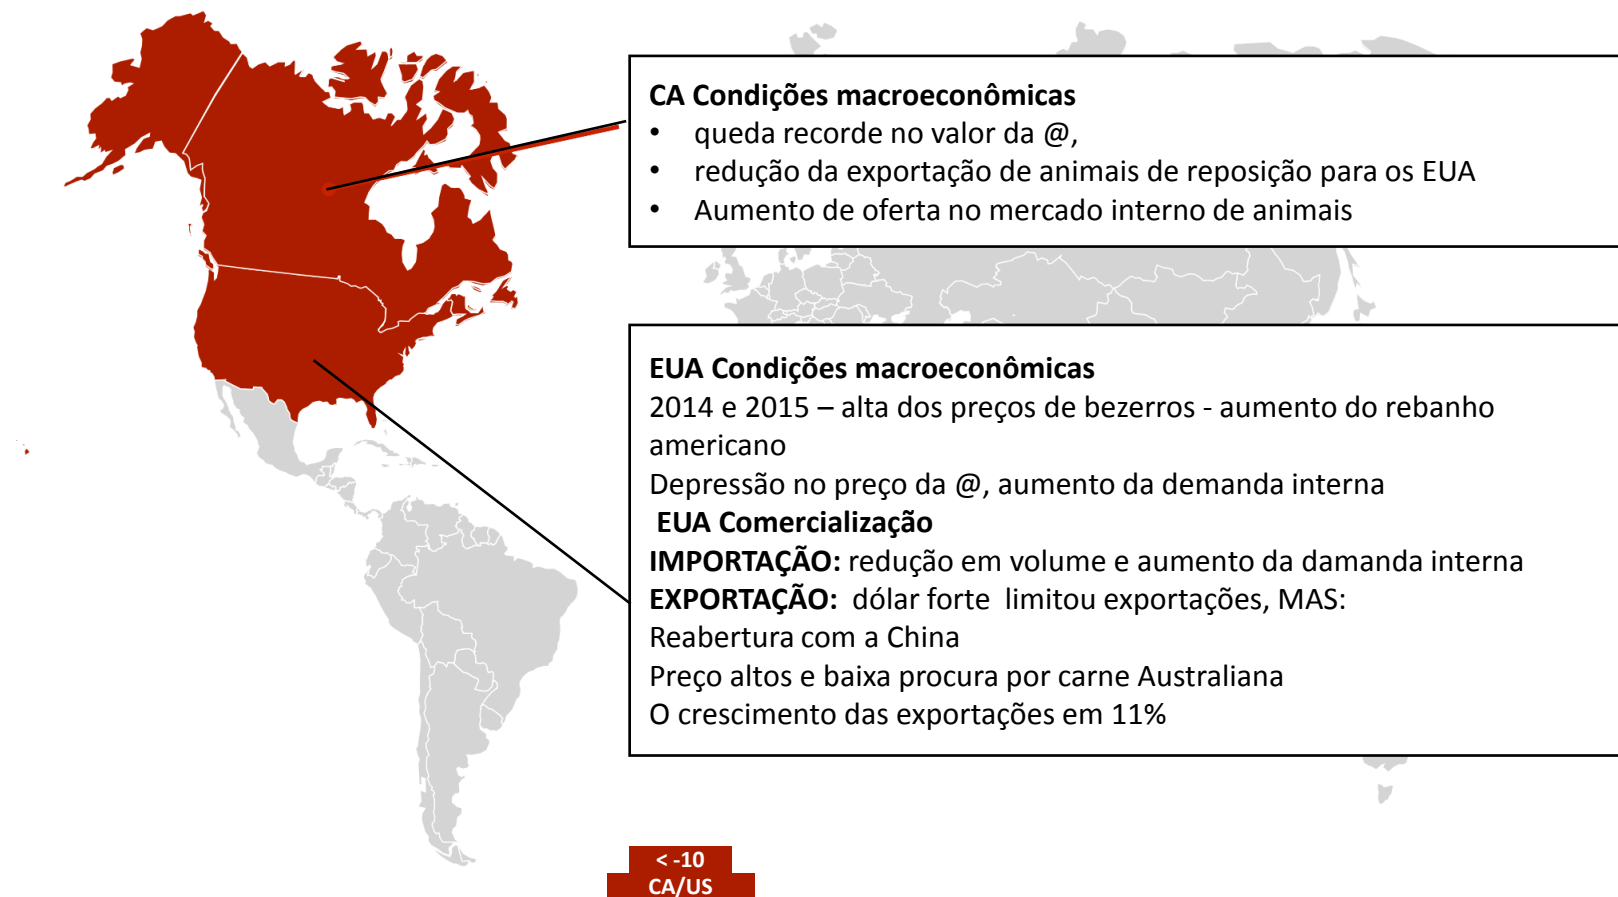 CA Condições macroeconômicas
• queda recorde no valor da @,
• redução da exportação de animais de reposição para os EUA
• Aumento de oferta no mercado interno de animais
EUA Condições macroeconômicas
2014 e 2015 – alta dos preços de bezerros - aumento do rebanho
americano
Depressão no preço da @, aumento da demanda interna
EUA Comercialização
IMPORTAÇÃO: redução em volume e aumento da damanda interna
EXPORTAÇÃO: dólar forte limitou exportações, MAS:
Reabertura com a China
Preço altos e baixa procura por carne Australiana
O crescimento das exportações em 11%
< -10
CA/US